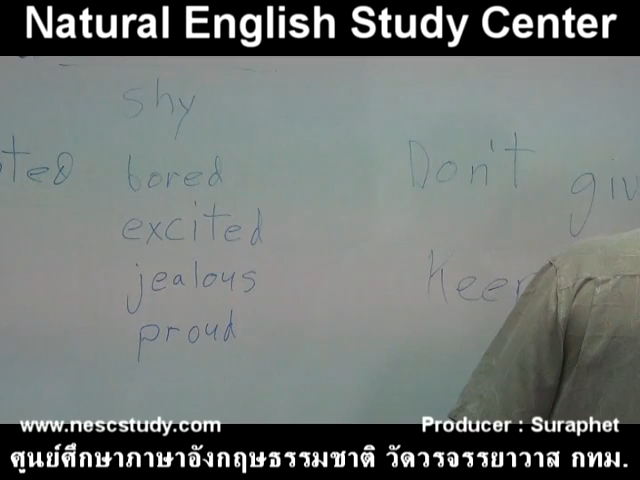 Natural English Study Center
shy
bored
excited
jealous
proud
Don't
www.nescstudy.com
Producer : Suraphet
ศูนย์ศึกษาภาษาอังกฤษธรรมชาติ วัดวรจรรยาวาส กทม.